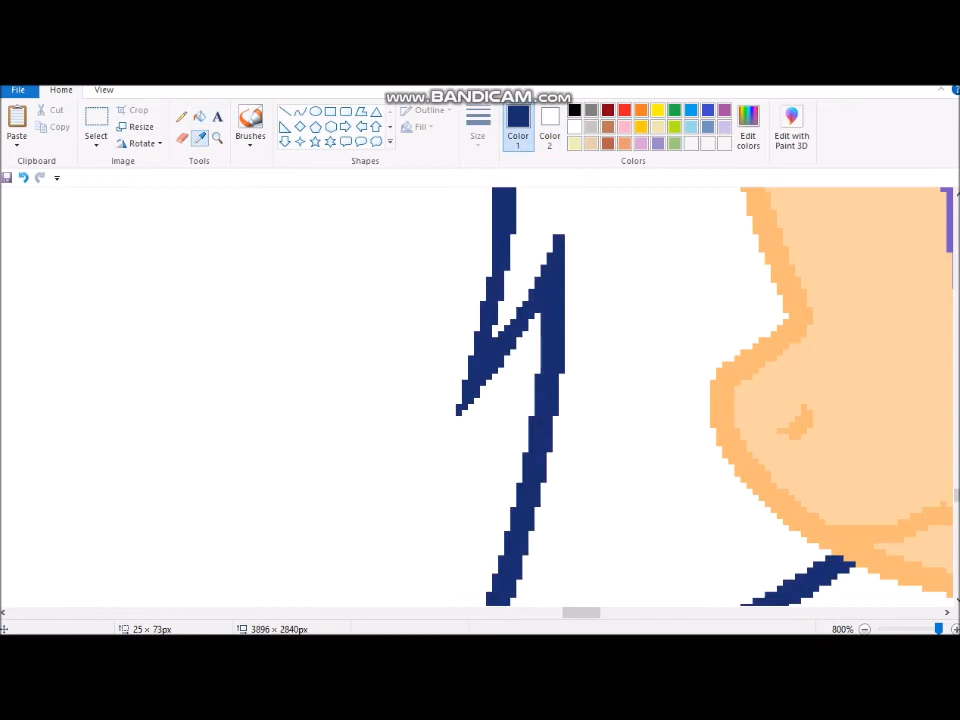 File Home View
www.BANDICAM.com
Paste
Cut
Copy
Clipboard
Select
Crop
Resize
Rotate
Image
A
Tools
Brushes
Shapes
Outline
Fill
Size
Color 1
Color 2
Edit colors
Colors
Edit with Paint 3D
25 × 73px
3896 × 2840px
800%